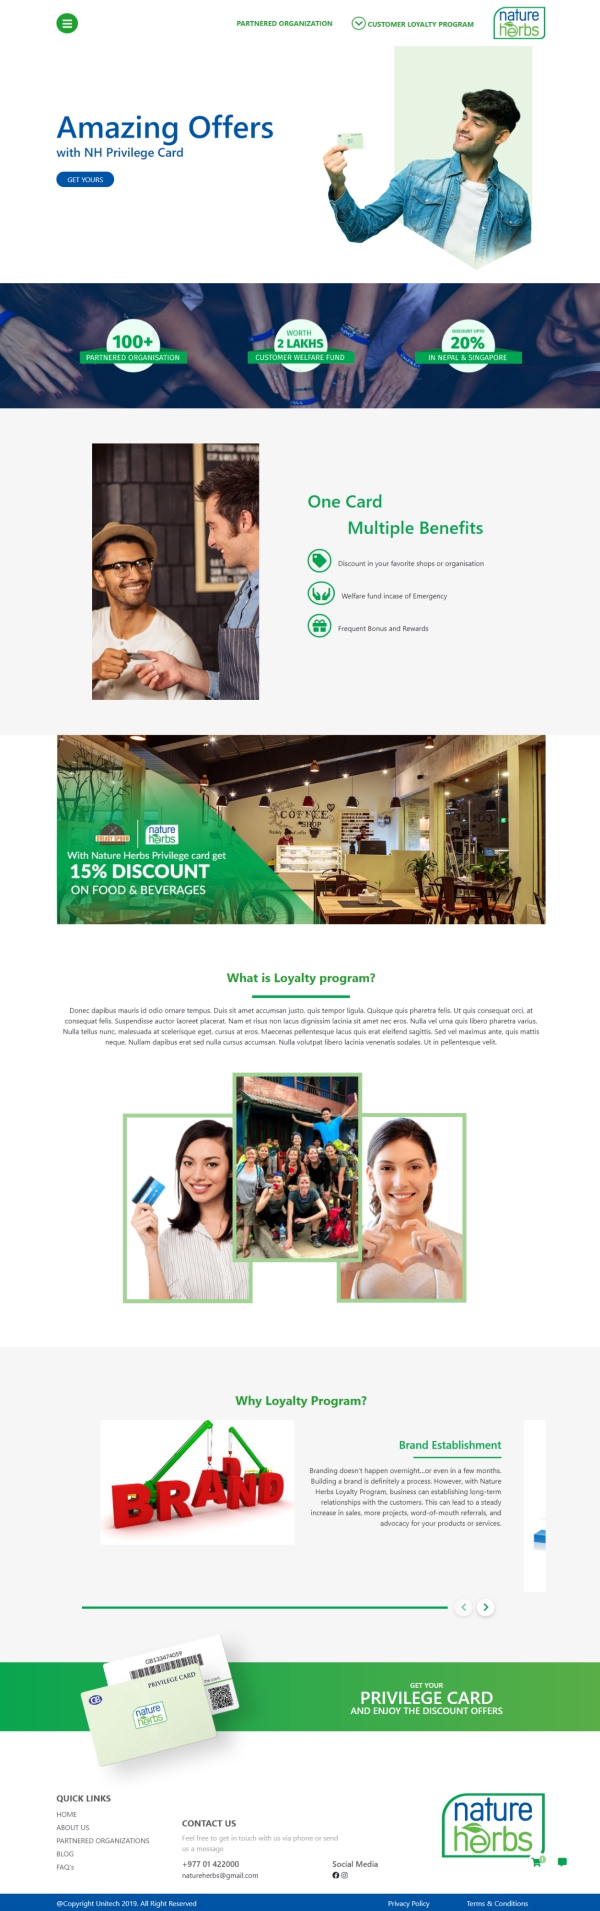 PARTNERED ORGANIZATION
CUSTOMER LOYALTY PROGRAM
nature
herbs
Amazing Offers
with NH Privilege Card
GET YOURS
100+
PARTNERED ORGANISATION
WORTH
2 LAKHS
CUSTOMER WELFARE FUND
DISCOUNT UPTO
20%
IN NEPAL & SINGAPORE
One Card
Multiple Benefits
Discount in your favorite shops or organisation
Welfare fund incase of Emergency
Frequent Bonus and Rewards
COFFEE
SHOP
nature
herbs
With Nature Herbs Privilege card get
15% DISCOUNT
ON FOOD & BEVERAGES
What is Loyalty program?
Donec dapibus mauris id odio ornare tempus. Duis sit amet accumsan justo, quis tempor ligula. Quisque quis pharetra felis. Ut quis consequat orci, at
consequat felis. Suspendisse auctor laoreet placerat. Nam et risus non lacus dignissim lacinia sit amet nec eros. Nulla vel urna quis libero pharetra varius.
Nulla tellus nunc, malesuada at scelerisque eget, cursus at eros. Maecenas pellentesque lacus quis erat eleifend sagittis. Sed vel maximus ante, quis mattis
neque. Nullam dapibus erat sed nulla cursus accumsan. Nulla volutpat libero lacinia venenatis sodales. Ut in pellentesque velit.
Why Loyalty Program?
BRAND
Brand Establishment
Branding doesn't happen overnight...or even in a few months.
Building a brand is definitely a process. However, with Nature
Herbs Loyalty Program, business can establishing long-term
relationships with the customers. This can lead to a steady
increase in sales, more projects, word-of-mouth referrals, and
advocacy for your products or services.
GB133474059
PRIVILEGE CARD
nature
herbs
GET YOUR
PRIVILEGE CARD
AND ENJOY THE DISCOUNT OFFERS
QUICK LINKS
HOME
ABOUT US
PARTNERED ORGANIZATIONS
BLOG
FAQ's
CONTACT US
Feel free to get in touch with us via phone or send
us a message
+977 01 422000
natureherbs@gmail.com
Social Media
nature
herbs
@Copyright Unitech 2019. All Right Reserved
Privacy Policy
Terms & Conditions